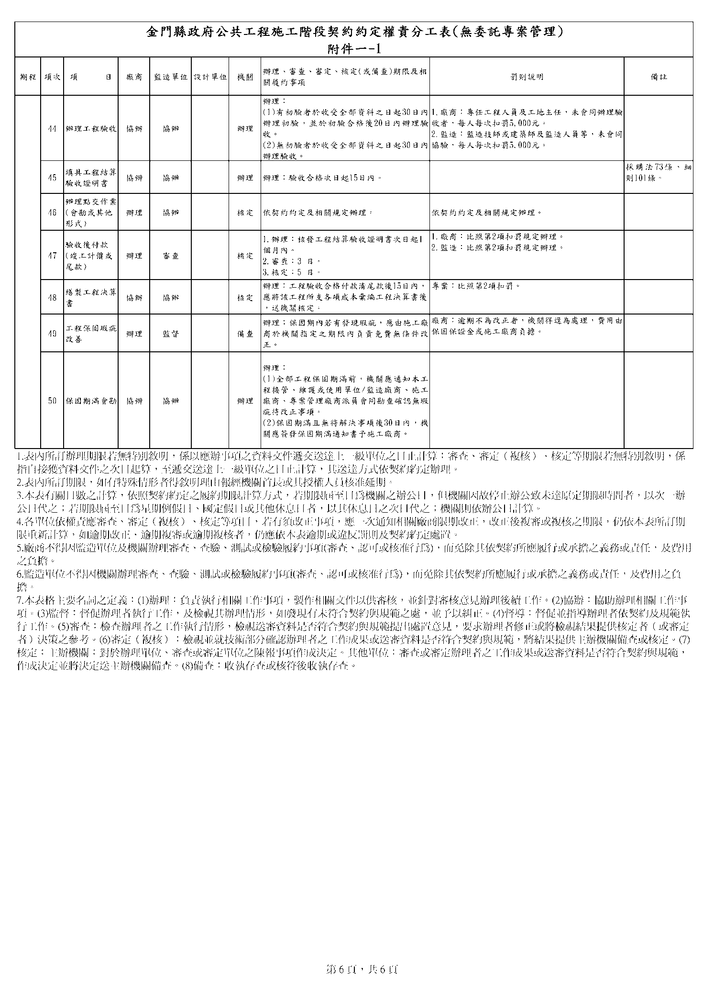 金門縣政府公共工程施工階段契約約定權責分工表(無委託專案管理)
附件一-1
期程 項次 項 目 廠商 監造單位 設計單位 機關 辦理、審查、審定、核定(或備查)期限及相
關履約事項 罰則說明 備註
44 辦理工程驗收 協辦 協辦 辦理
辦理：
(1)有初驗者於收受全部資料之日起30日內
辦理初驗，並於初驗合格後20日內辦理驗
收。
(2)無初驗者於收受全部資料之日起30日內
辦理驗收。
1.廠商：專任工程人員及工地主任，未會同辦理驗
收者，每人每次扣罰5,000元。
2.監造：監造技師或建築師及監造人員等，未會同
協驗，每人每次扣罰5,000元。
45 填具工程結算
驗收證明書 協辦 協辦 辦理 辦理：驗收合格次日起15日內。
採購法73條、細
則101條。
46 辦理點交作業
(會勘或其他
形式) 辦理 協辦 核定 依契約約定及相關規定辦理。 依契約約定及相關規定辦理。
47 驗收後付款
(竣工計價或
尾款) 辦理 審查 核定
1.辦理：核發工程結算驗收證明書次日起1
個月內。
2.審查：3 日。
3.核定：5 日。
1.廠商：比照第2項扣罰規定辦理。
2.監造：比照第2項扣罰規定辦理。
48 繕製工程決算
書 協辦 協辦 核定
辦理：工程驗收合格付款清尾款後15日內，
應將該工程所支各項成本彙編工程決算書後
，送機關核定。
專案：比照第2項扣罰。
49 工程保固瑕疵
改善 辦理 監督 備查
辦理：保固期內若有發現瑕疵，應由施工廠
商於機關指定之期限內負責免費無條件改
正。
廠商：逾期不為改正者，機關得逕為處理，費用由
保固保證金或施工廠商負擔。
50 保固期滿會勘 協辦 協辦 辦理
辦理：
(1)全部工程保固期滿前，機關應通知本工
程接管、維護或使用單位/監造廠商、施工
廠商、專案管理廠商派員會同勘查確認無瑕
疵待改正事項。
(2)保固期滿且無待解決事項後30日內，機
關應簽發保固期滿通知書予施工廠商。
1.表內所訂辦理期限若無特別敘明，係以應辦事項之資料文件遞交送達上一級單位之日止計算；審查、審定（複核）、核定等期限若無特別敘明，係
指自接獲資料文件之次日起算，至遞交送達上一級單位之日止計算，其送達方式依契約約定辦理。
2.表內所訂期限，如有特殊情形者得敘明理由報經機關首長或其授權人員核准延期。
3.本表有關日數之計算，依照契約約定之履約期限計算方式，若期限屆至日為機關之辦公日，但機關因故停止辦公致未達原定期限時間者，以次一辦
公日代之；若期限屆至日為星期例假日、國定假日或其他休息日者，以其休息日之次日代之；機關則依辦公日計算。
4.各單位依權責應審查、審定（複核）、核定等項目，若有須改正事項，應一次通知相關廠商限期改正，改正後複審或複核之期限，仍依本表所訂期
限重新計算，如逾期改正、逾期複審或逾期複核者，仍應依本表逾期或違反罰則及契約約定處置。
5.廠商不得因監造單位及機關辦理審查、查驗、測試或檢驗履約事項(審查、認可或核准行為)，而免除其依契約所應履行或承擔之義務或責任，及費用
之負擔。
6.監造單位不得因機關辦理審查、查驗、測試或檢驗履約事項(審查、認可或核准行為)，而免除其依契約所應履行或承擔之義務或責任，及費用之負
擔。
7.本表格主要名詞之定義：(1)辦理：負責執行相關工作事項，製作相關文件以供審核，並針對審核意見辦理後續工作。(2)協辦：協助辦理相關工作事
項。(3)監督：督促辦理者執行工作，及檢視其辦理情形，如發現有未符合契約與規範之處，並予以糾正。(4)督導：督促並指導辦理者依契約及規範執
行工作。(5)審查：檢查辦理者之工作執行情形，檢視送審資料是否符合契約與規範提出處置意見，要求辦理者修正或將檢視結果提供核定者（或審定
者）決策之參考。(6)審定（複核）：檢視並就技術部分確認辦理者之工作成果或送審資料是否符合契約與規範，將結果提供主辦機關備查或核定。(7)
核定：主辦機關：對於辦理單位、審查或審定單位之陳報事項作成決定。其他單位：審查或審定辦理者之工作成果或送審資料是否符合契約與規範，
作成決定並將決定送主辦機關備查。(8)備查：收執存查或核符後收執存查。
第 6 頁，共 6 頁